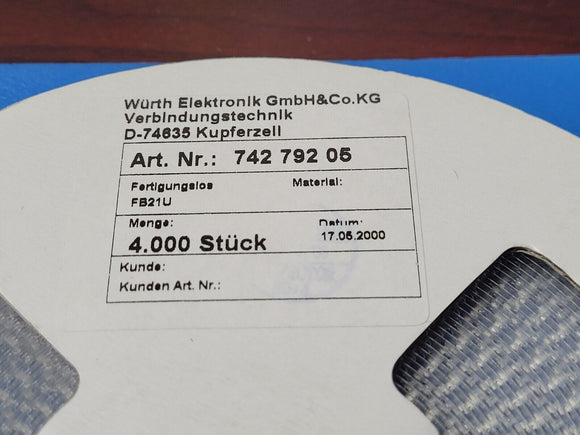 Würth Elektronik GmbH&Co.KG
Verbindungstechnik
D-74635 Kupferzell
Art. Nr.: 742 792 05
Fertigungslos Material:
FB21U
Menge: Datum:
4.000 Stück 17.05.2000
Kunde:
Kunden Art. Nr.: